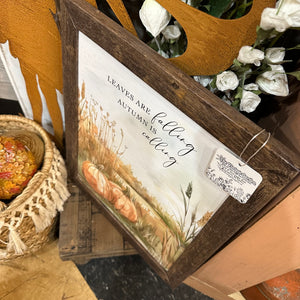 LEAVES ARE
falling
AUTUMN IS
calling